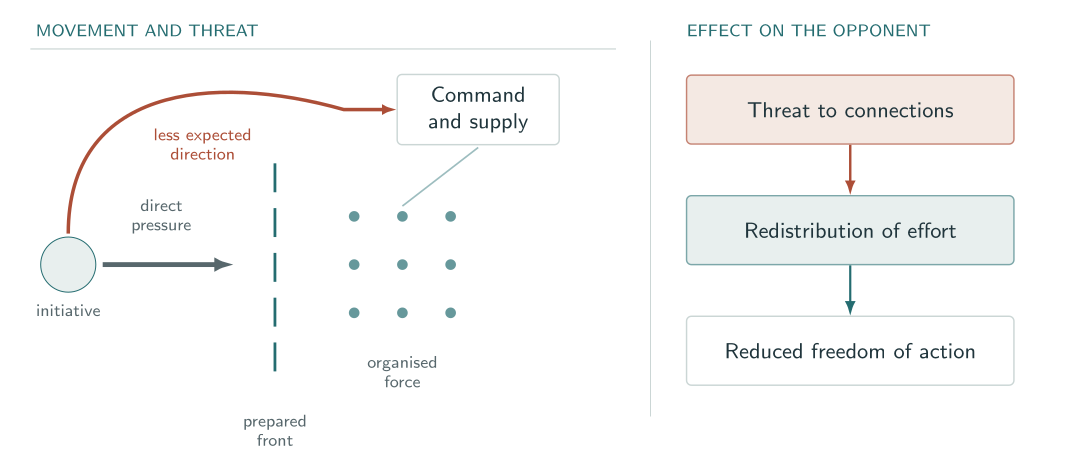 MOVEMENT AND THREAT
Command
and supply
less expected
direction
direct
pressure
initiative
organised
force
prepared
front
EFFECT ON THE OPPONENT
Threat to connections
Redistribution of effort
Reduced freedom of action